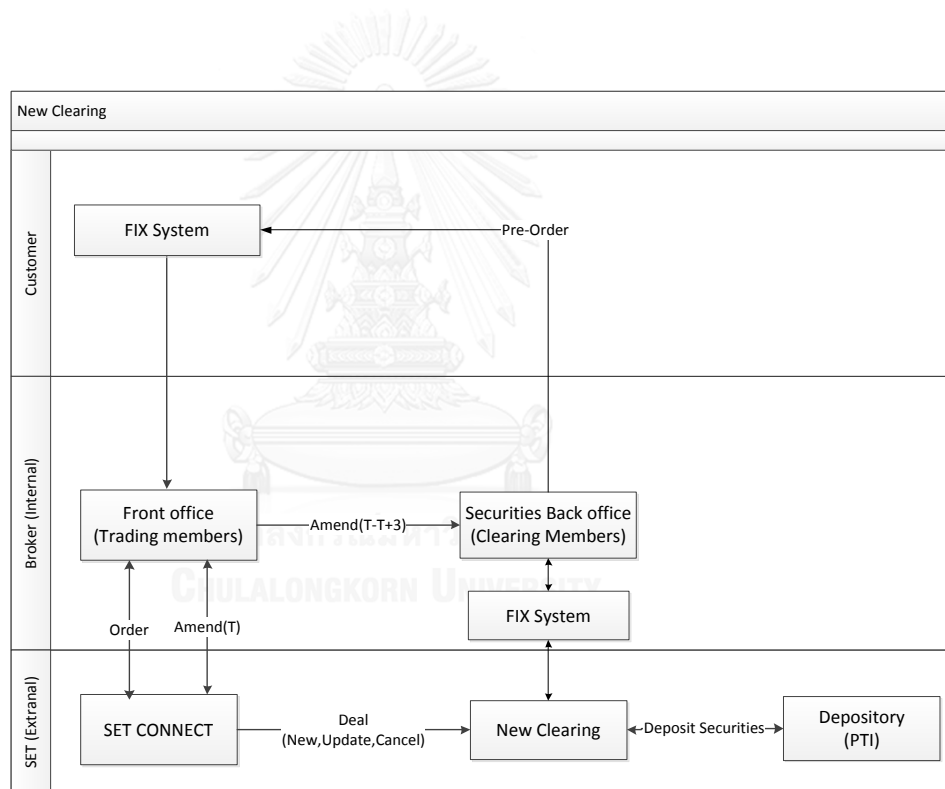 New Clearing
Customer
FIX System
Pre-Order
Broker (Internal)
Front office
(Trading members)
Amend(T-T+3)
Securities Back office
(Clearing Members)
CHULALONGKORN UNIVERSITY
FIX System
Order
Amend(T)
SET (Extranal)
SET CONNECT
Deal
(New,Update,Cancel)
New Clearing
Deposit Securities
Depository
(PTI)